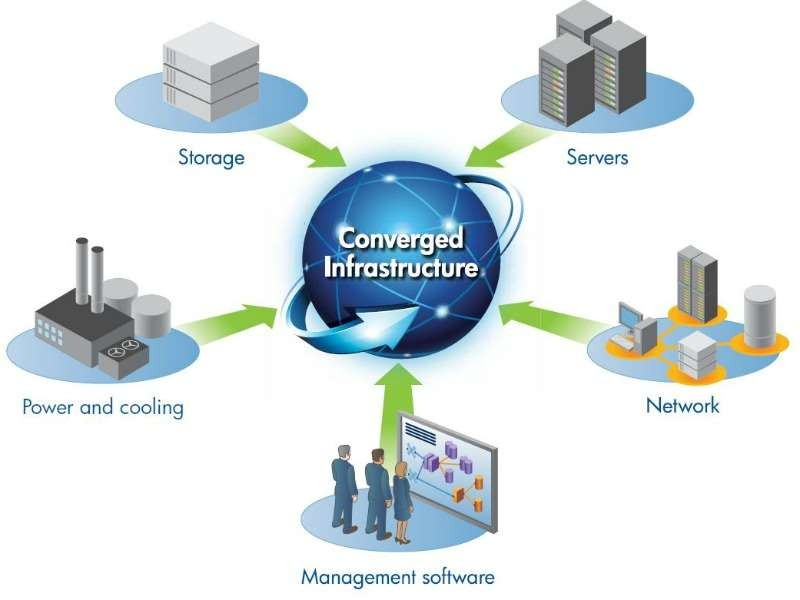 Storage
Servers
Converged
Infrastructure
Power and cooling
Network
Management software